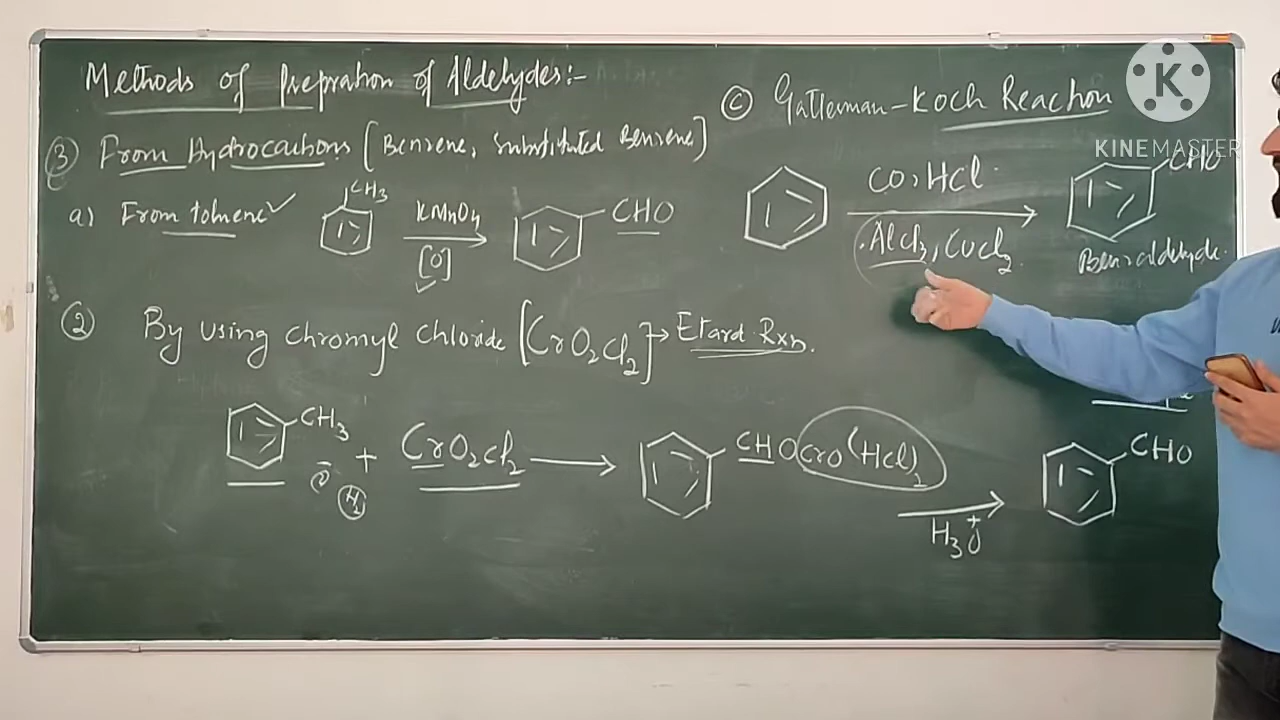 Methods of Prepration of Aldehydes:-
③ From Hydrocarbons [Benzene, Substituted Benzene]
a) From toluene ✓
CH3
KMnO4
[O]
CHO
② By using chromyl chloride [CrO2Cl2] → Etard Rxn.
CH3 + CrO2Cl2 → CHOCrO(HCl)2
H2
H3O+
CHO
© Gatterman-Koch Reaction
CO, HCl
AlCl3, CUCl2
CHO
Benzaldehyde
K
KINEMASTER